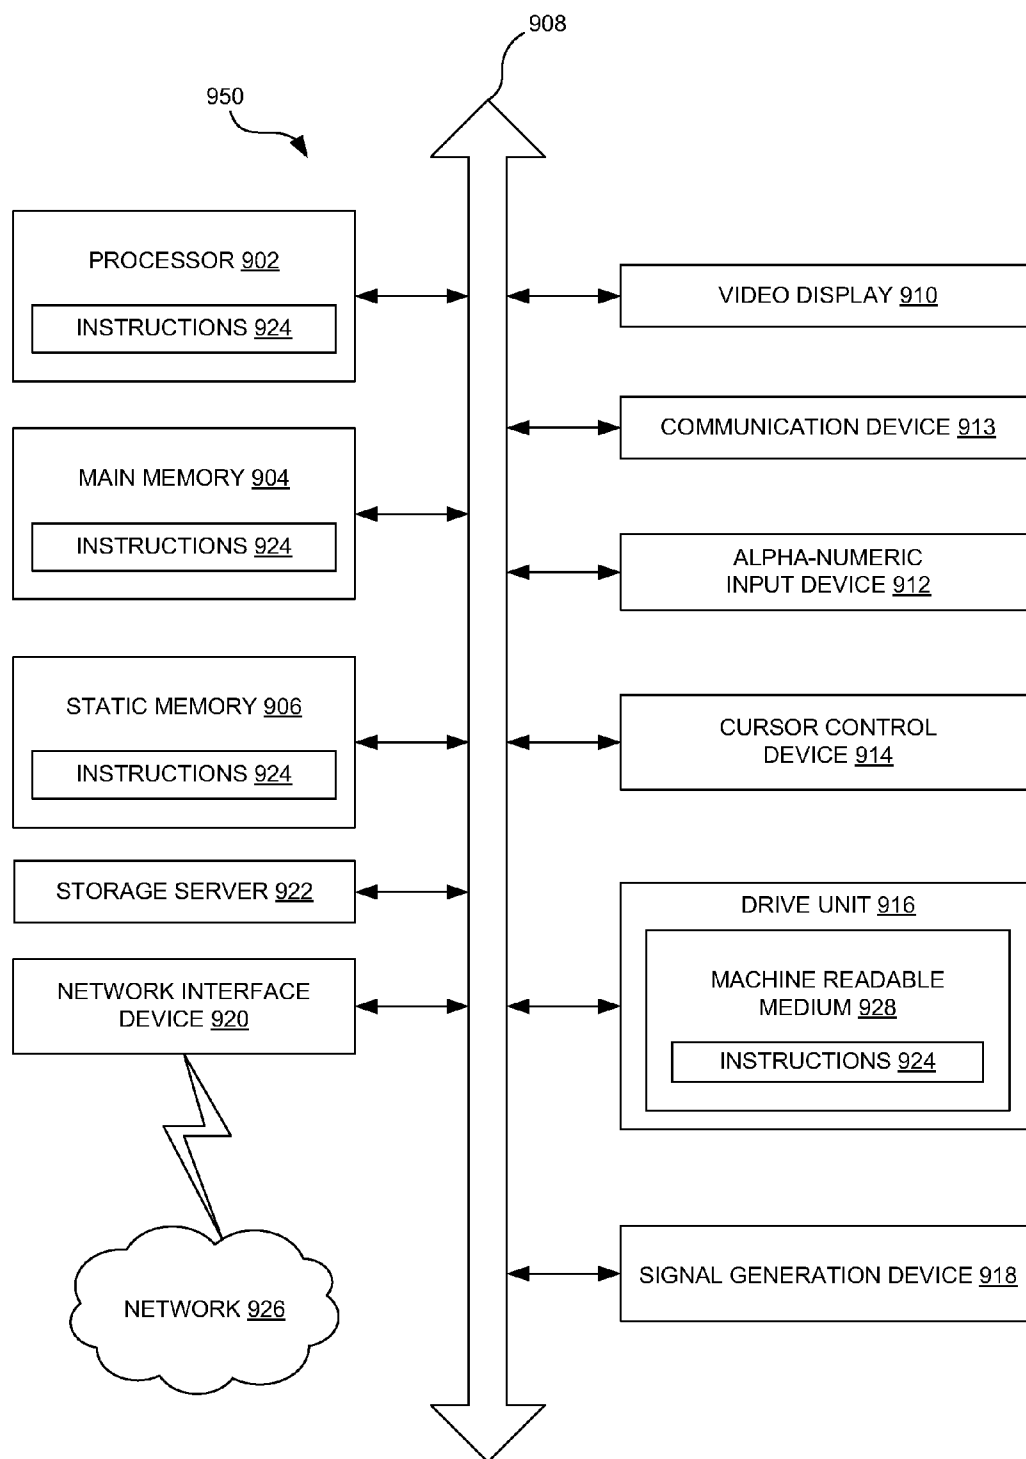 908
950
PROCESSOR 902
INSTRUCTIONS 924
MAIN MEMORY 904
INSTRUCTIONS 924
STATIC MEMORY 906
INSTRUCTIONS 924
STORAGE SERVER 922
NETWORK INTERFACE
DEVICE 920
NETWORK 926
VIDEO DISPLAY 910
COMMUNICATION DEVICE 913
ALPHA-NUMERIC
INPUT DEVICE 912
CURSOR CONTROL
DEVICE 914
DRIVE UNIT 916
MACHINE READABLE
MEDIUM 928
INSTRUCTIONS 924
SIGNAL GENERATION DEVICE 918